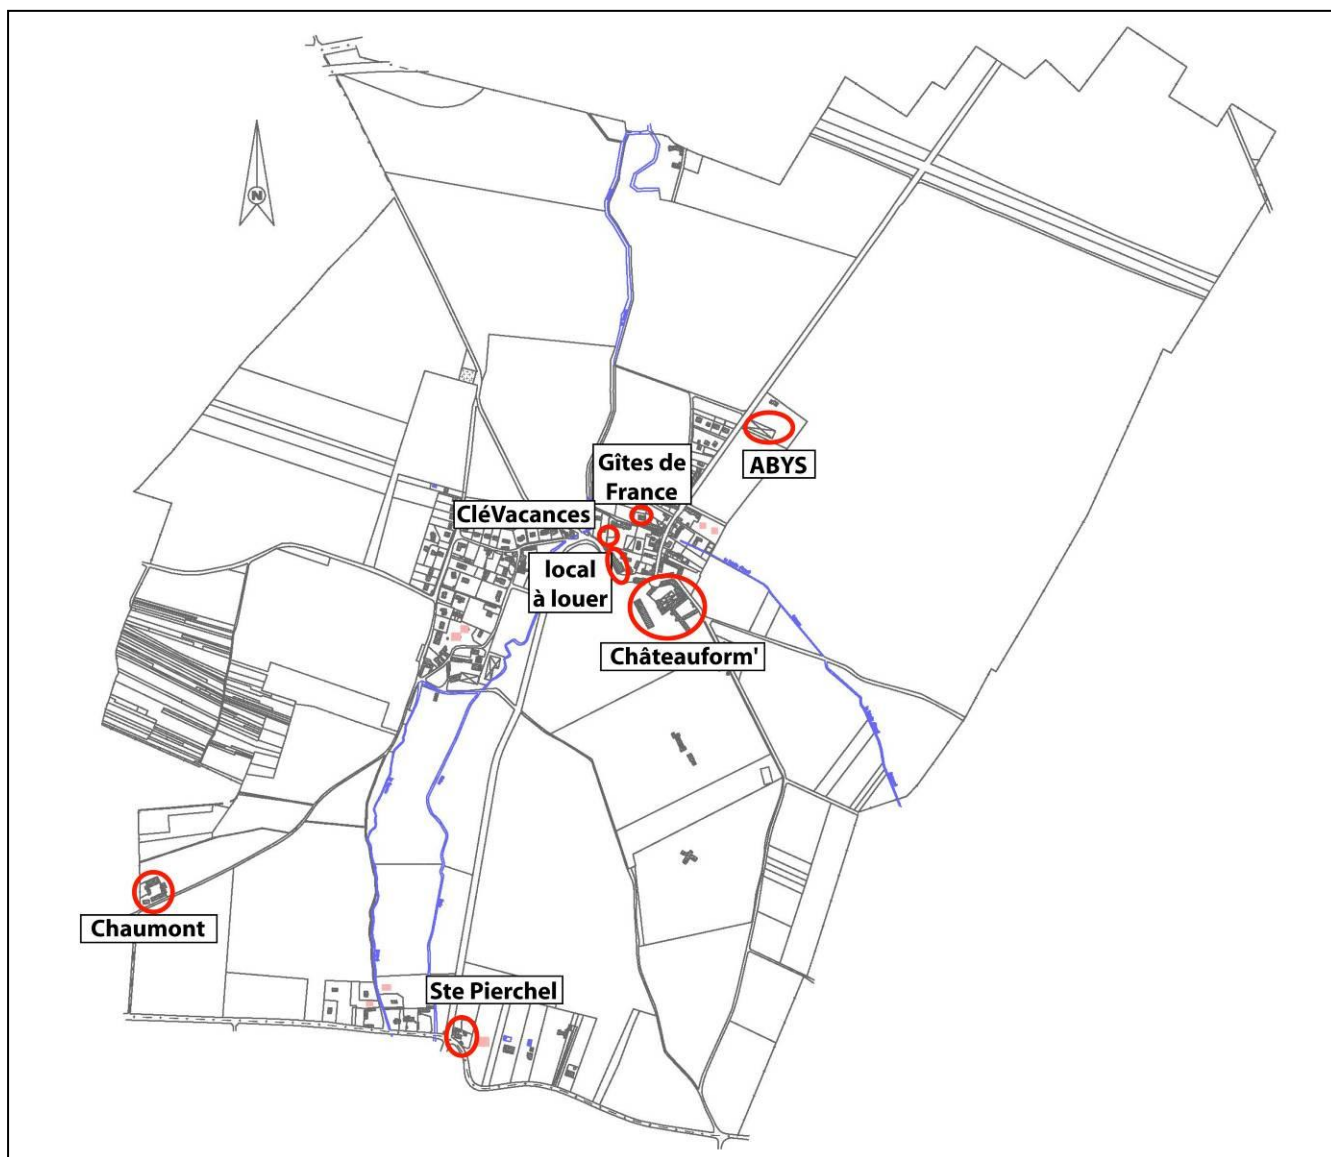 N
Gîtes de
France
ABYS
CléVacances
local
à louer
Châteauform'
Chaumont
Ste Pierchel